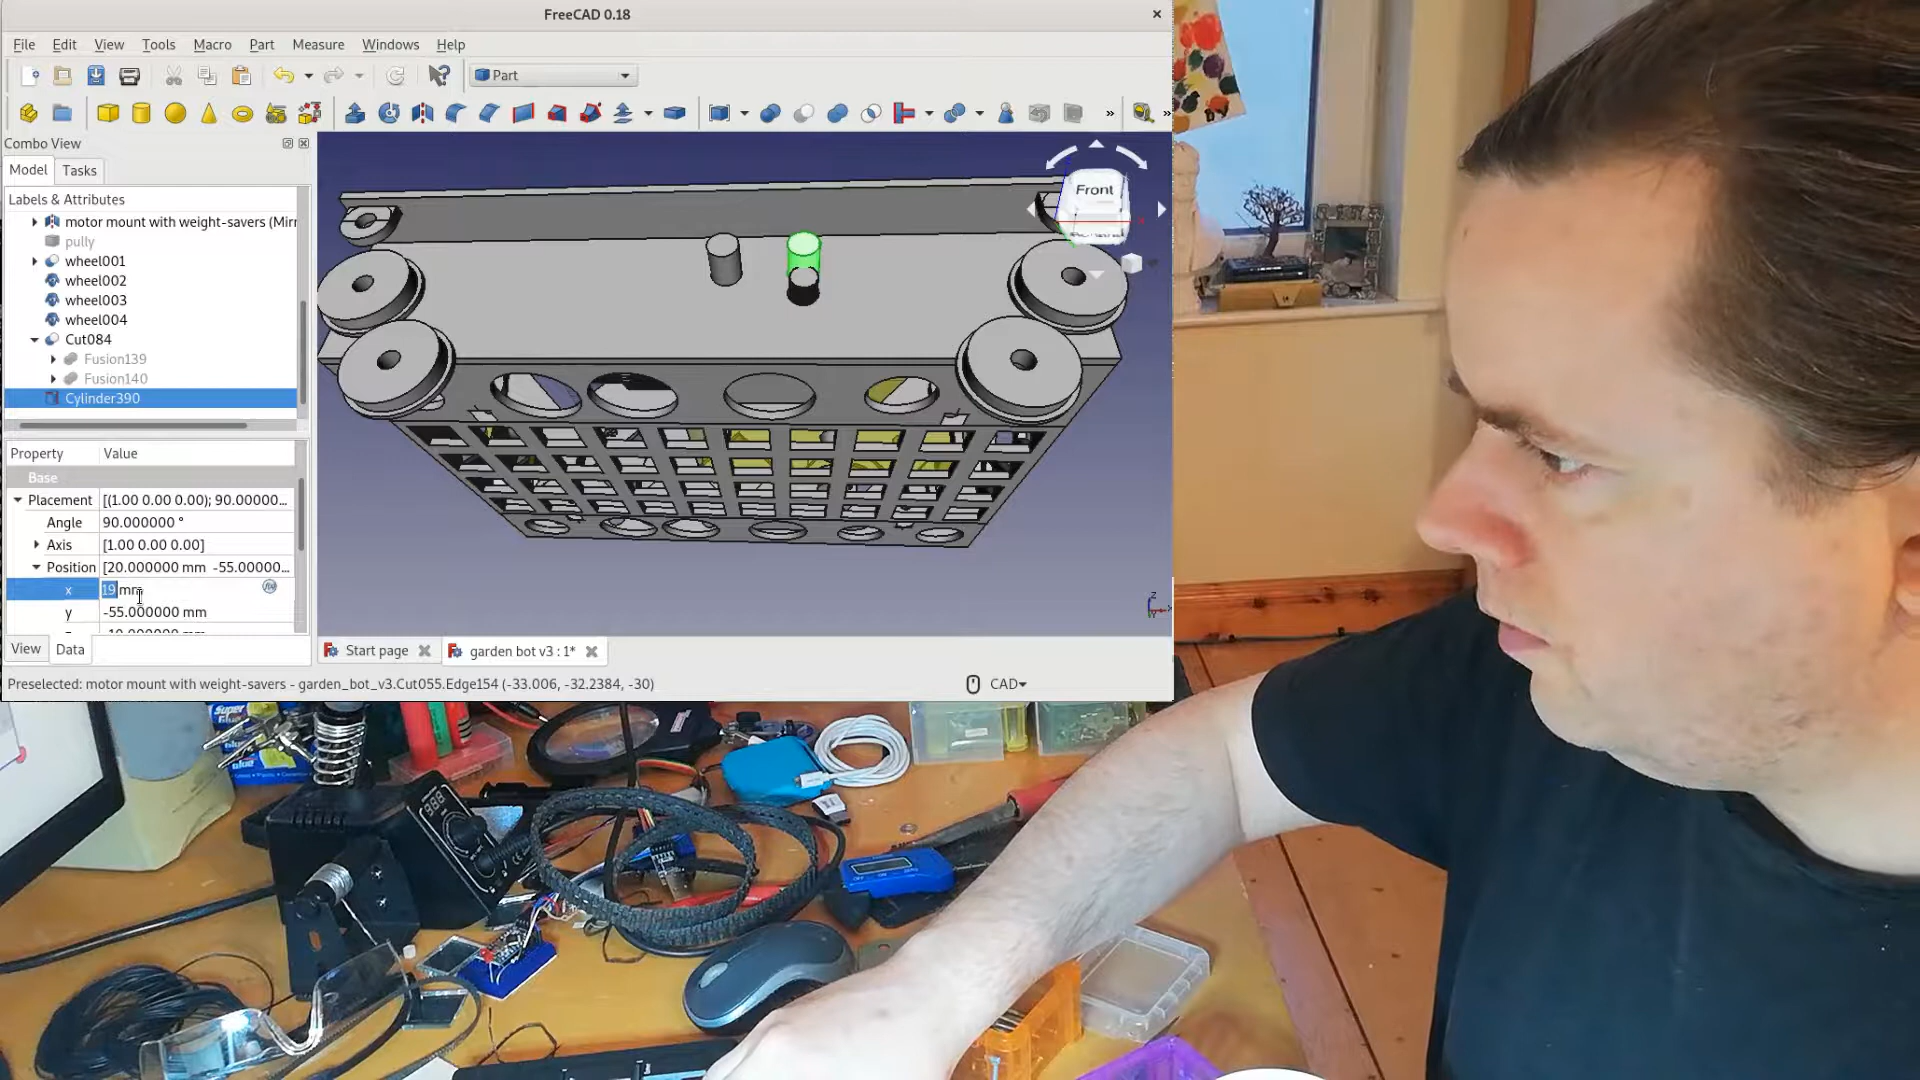 FreeCAD 0.18
File Edit View Tools Macro Part Measure Windows Help
Part
Combo View
Model Tasks
Labels & Attributes
motor mount with weight-savers (Mirr
pully
wheel001
wheel002
wheel003
wheel004
Cut084
Fusion139
Fusion140
Cylinder390
Property Value
Base
Placement [(1.00 0.00 0.00); 90.00000...
Angle 90.000000 °
Axis [1.00 0.00 0.00]
Position [20.000000 mm -55.00000...
x 19 mm
y -55.000000 mm
View Data
Front
Start page
garden bot v3 : 1*
Preselected: motor mount with weight-savers - garden_bot_v3.Cut055.Edge154 (-33.006, -32.2384, -30)
CAD
Super
Glue